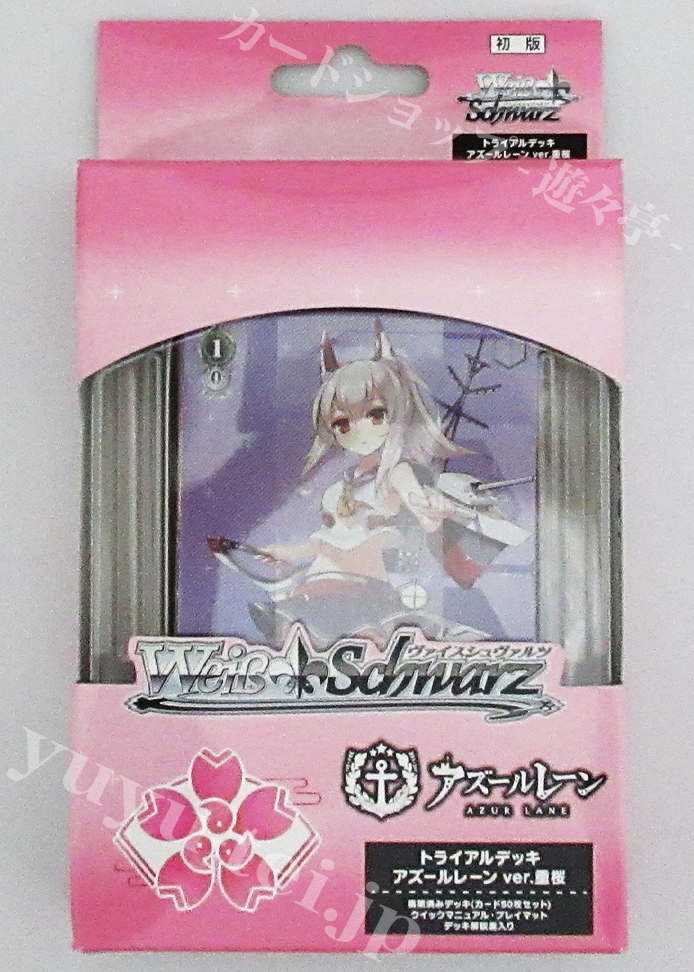 初版
Weiß Schwarz
トライアルデッキ
アズールレーン ver.重桜
カードショップ -遊々亭-
1
0
ヴァイスシュヴァルツ
Weiß Schwarz
アズールレーン
AZUR LANE
トライアルデッキ
アズールレーン ver.重桜
構築済みデッキ(カード50枚セット)
クイックマニュアル・プレイマット
デッキ解説書入り
yuyu-tei.jp